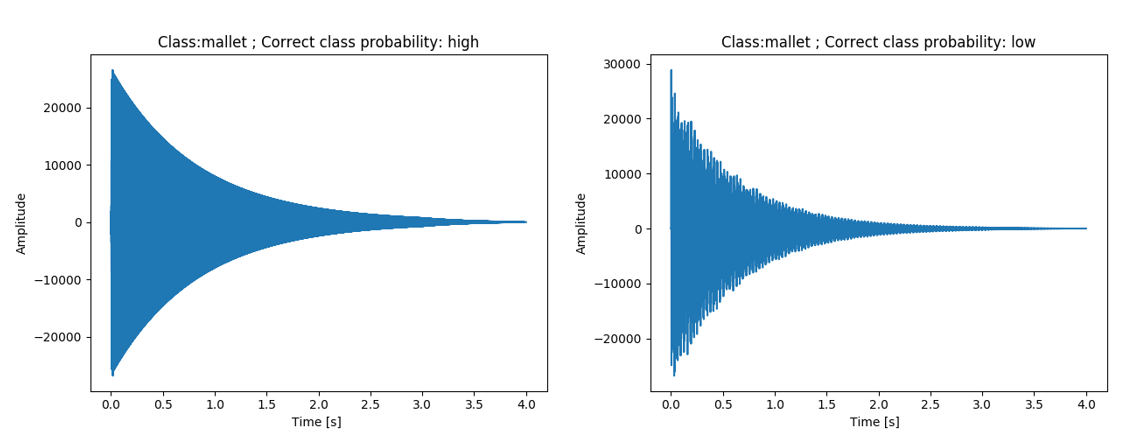 Class:mallet ; Correct class probability: high
20000
10000
0
−10000
−20000
Amplitude
0.0 0.5 1.0 1.5 2.0 2.5 3.0 3.5 4.0
Time [s]
Class:mallet ; Correct class probability: low
30000
20000
10000
0
−10000
−20000
Amplitude
0.0 0.5 1.0 1.5 2.0 2.5 3.0 3.5 4.0
Time [s]